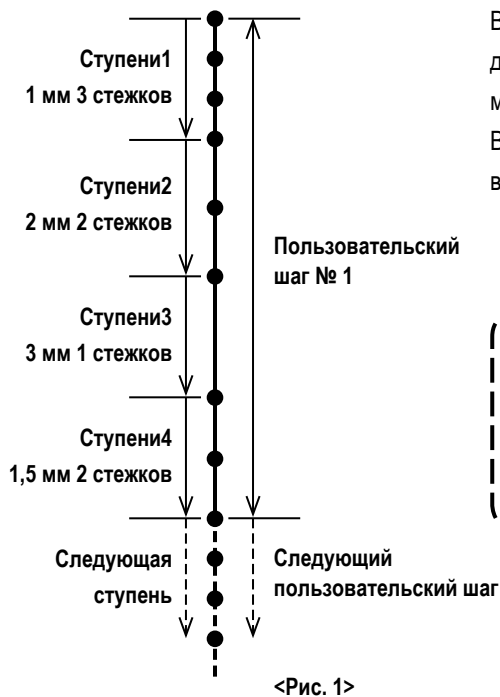 Ступени1
1 мм 3 стежков
Ступени2
2 мм 2 стежков
Пользовательский
шаг № 1
Ступени3
3 мм 1 стежков
Ступени4
1,5 мм 2 стежков
Следующая
ступень
Следующий
пользовательский шаг
<Рис. 1>